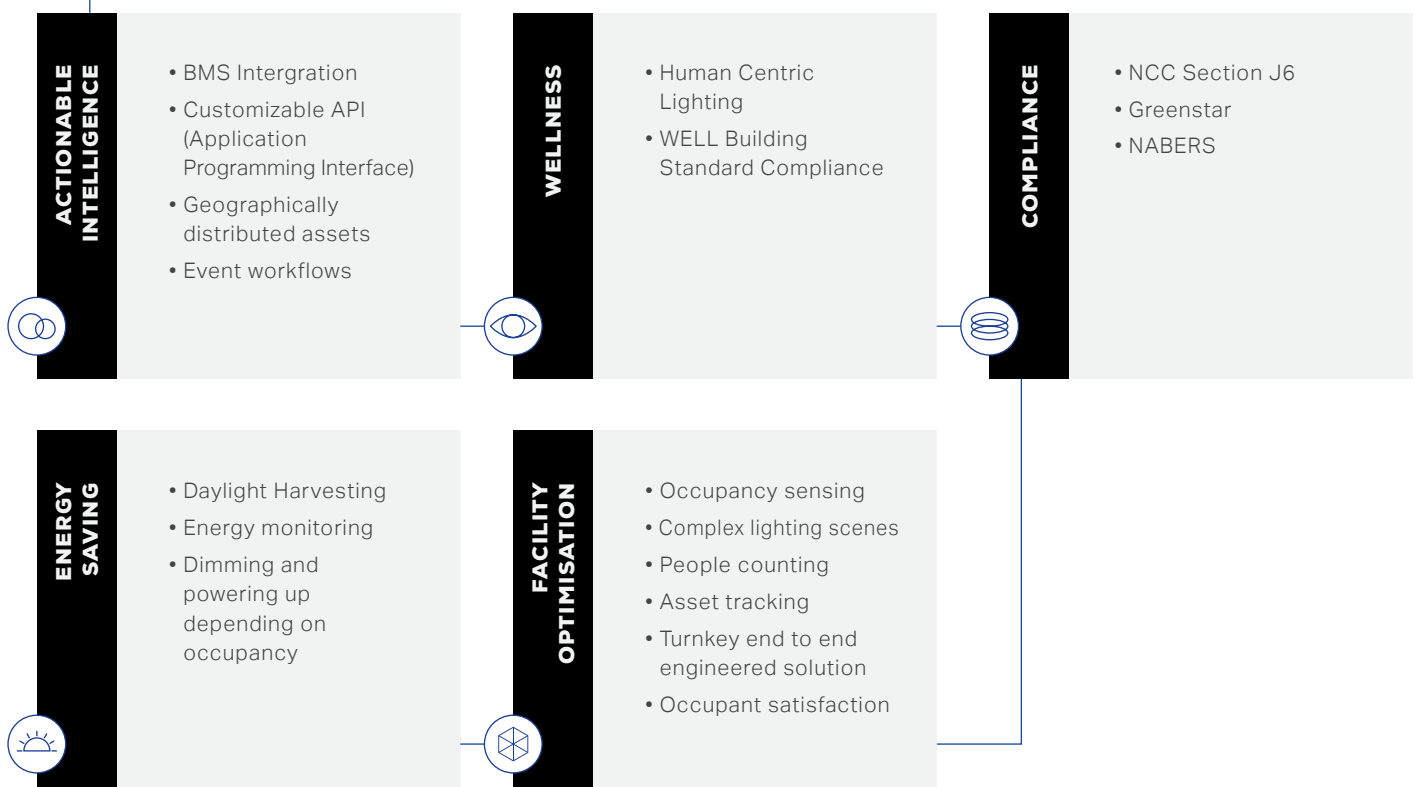 ACTIONABLE
INTELLIGENCE
• BMS Intergration
• Customizable API
(Application
Programming Interface)
• Geographically
distributed assets
• Event workflows
WELLNESS
• Human Centric
Lighting
• WELL Building
Standard Compliance
COMPLIANCE
• NCC Section J6
• Greenstar
• NABERS
ENERGY
SAVING
• Daylight Harvesting
• Energy monitoring
• Dimming and
powering up
depending on
occupancy
FACILITY
OPTIMISATION
• Occupancy sensing
• Complex lighting scenes
• People counting
• Asset tracking
• Turnkey end to end
engineered solution
• Occupant satisfaction